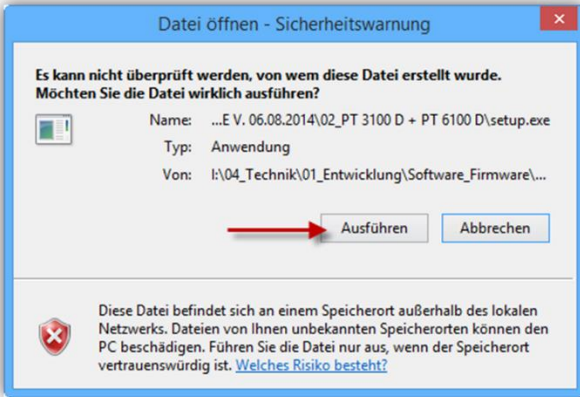 Datei öffnen - Sicherheitswarnung
Es kann nicht überprüft werden, von wem diese Datei erstellt wurde.
Möchten Sie die Datei wirklich ausführen?
Name: ...E V. 06.08.2014\02_PT 3100 D + PT 6100 D\setup.exe
Typ: Anwendung
Von: I:\04_Technik\01_Entwicklung\Software_Firmware\...
Ausführen Abbrechen
Diese Datei befindet sich an einem Speicherort außerhalb des lokalen
Netzwerks. Dateien von Ihnen unbekannten Speicherorten können den
PC beschädigen. Führen Sie die Datei nur aus, wenn der Speicherort
vertrauenswürdig ist. Welches Risiko besteht?